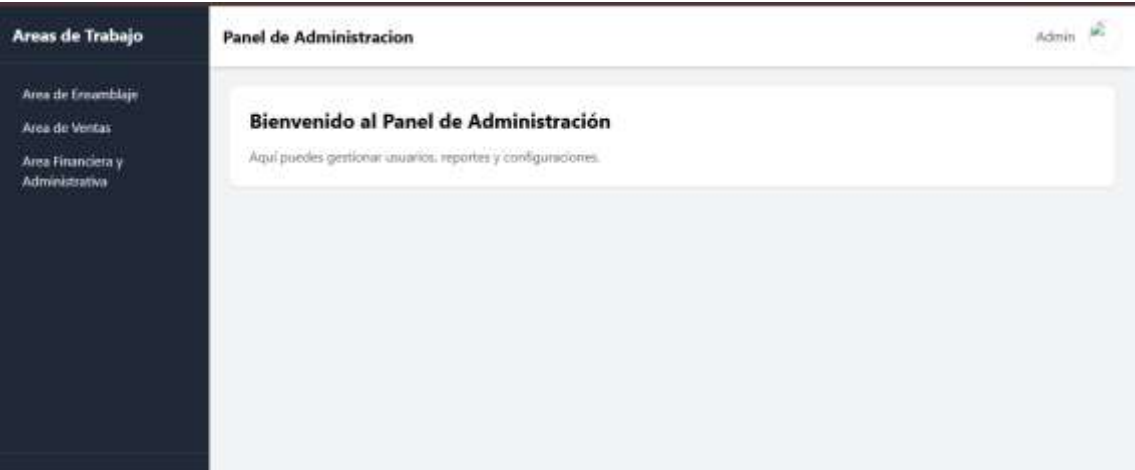 Areas de Trabajo
Area de Ensamblaje
Area de Ventas
Area Financiera y
Administrativa
Panel de Administracion
Admin
Bienvenido al Panel de Administración
Aquí puedes gestionar usuarios, reportes y configuraciones.